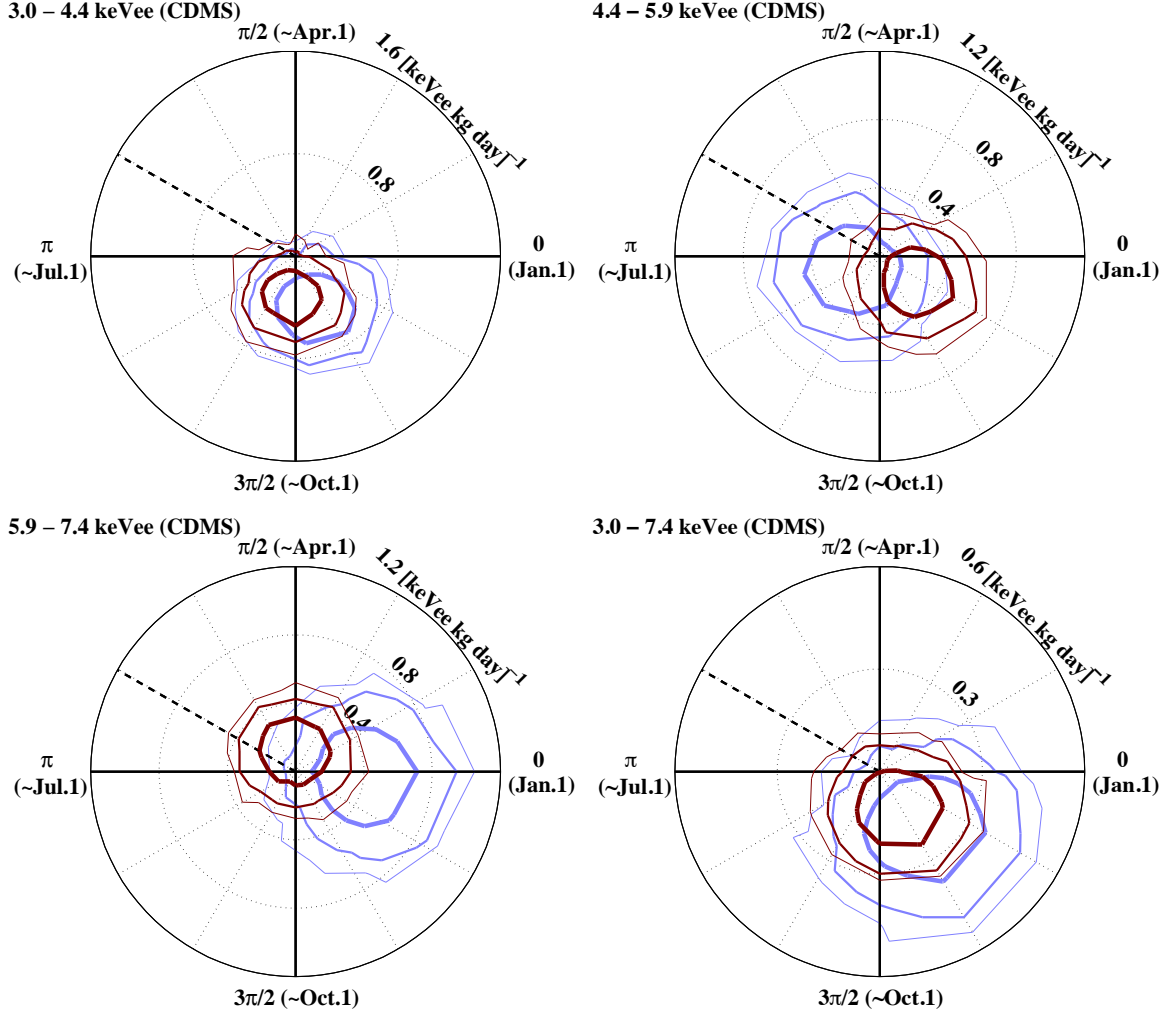 3.0 – 4.4 keVee (CDMS)
π/2 (~Apr.1)
1.6 [keVee kg day]⁻¹
0.8
π
(~Jul.1)
0
(Jan.1)
3π/2 (~Oct.1)
4.4 – 5.9 keVee (CDMS)
π/2 (~Apr.1)
1.2 [keVee kg day]⁻¹
0.8
0.4
π
(~Jul.1)
0
(Jan.1)
3π/2 (~Oct.1)
5.9 – 7.4 keVee (CDMS)
π/2 (~Apr.1)
1.2 [keVee kg day]⁻¹
0.8
0.4
π
(~Jul.1)
0
(Jan.1)
3π/2 (~Oct.1)
3.0 – 7.4 keVee (CDMS)
π/2 (~Apr.1)
0.6 [keVee kg day]⁻¹
0.3
π
(~Jul.1)
0
(Jan.1)
3π/2 (~Oct.1)